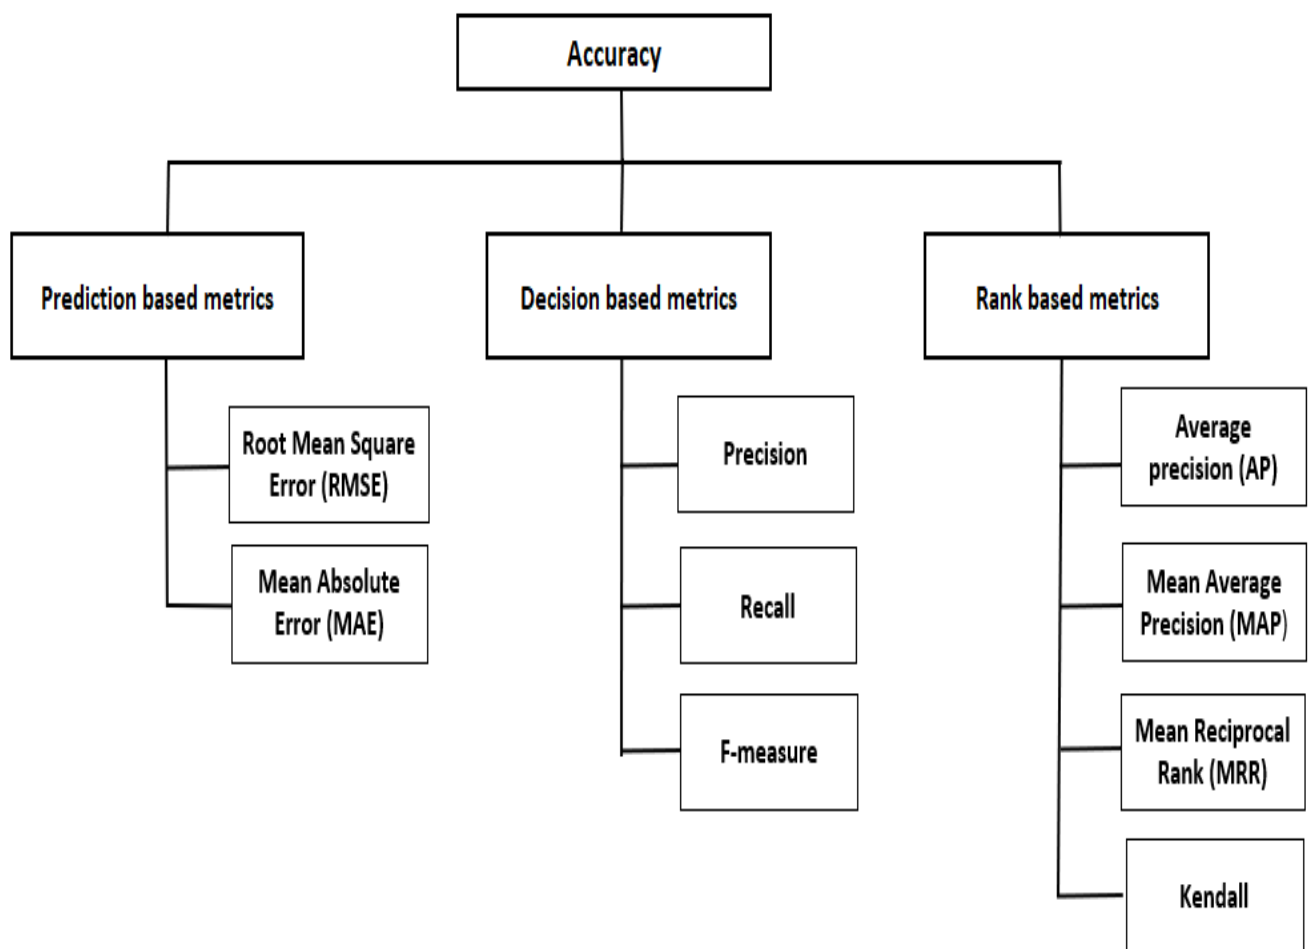 Accuracy
Prediction based metrics
Decision based metrics
Rank based metrics
Root Mean Square
Error (RMSE)
Mean Absolute
Error (MAE)
Precision
Recall
F-measure
Average
precision (AP)
Mean Average
Precision (MAP)
Mean Reciprocal
Rank (MRR)
Kendall